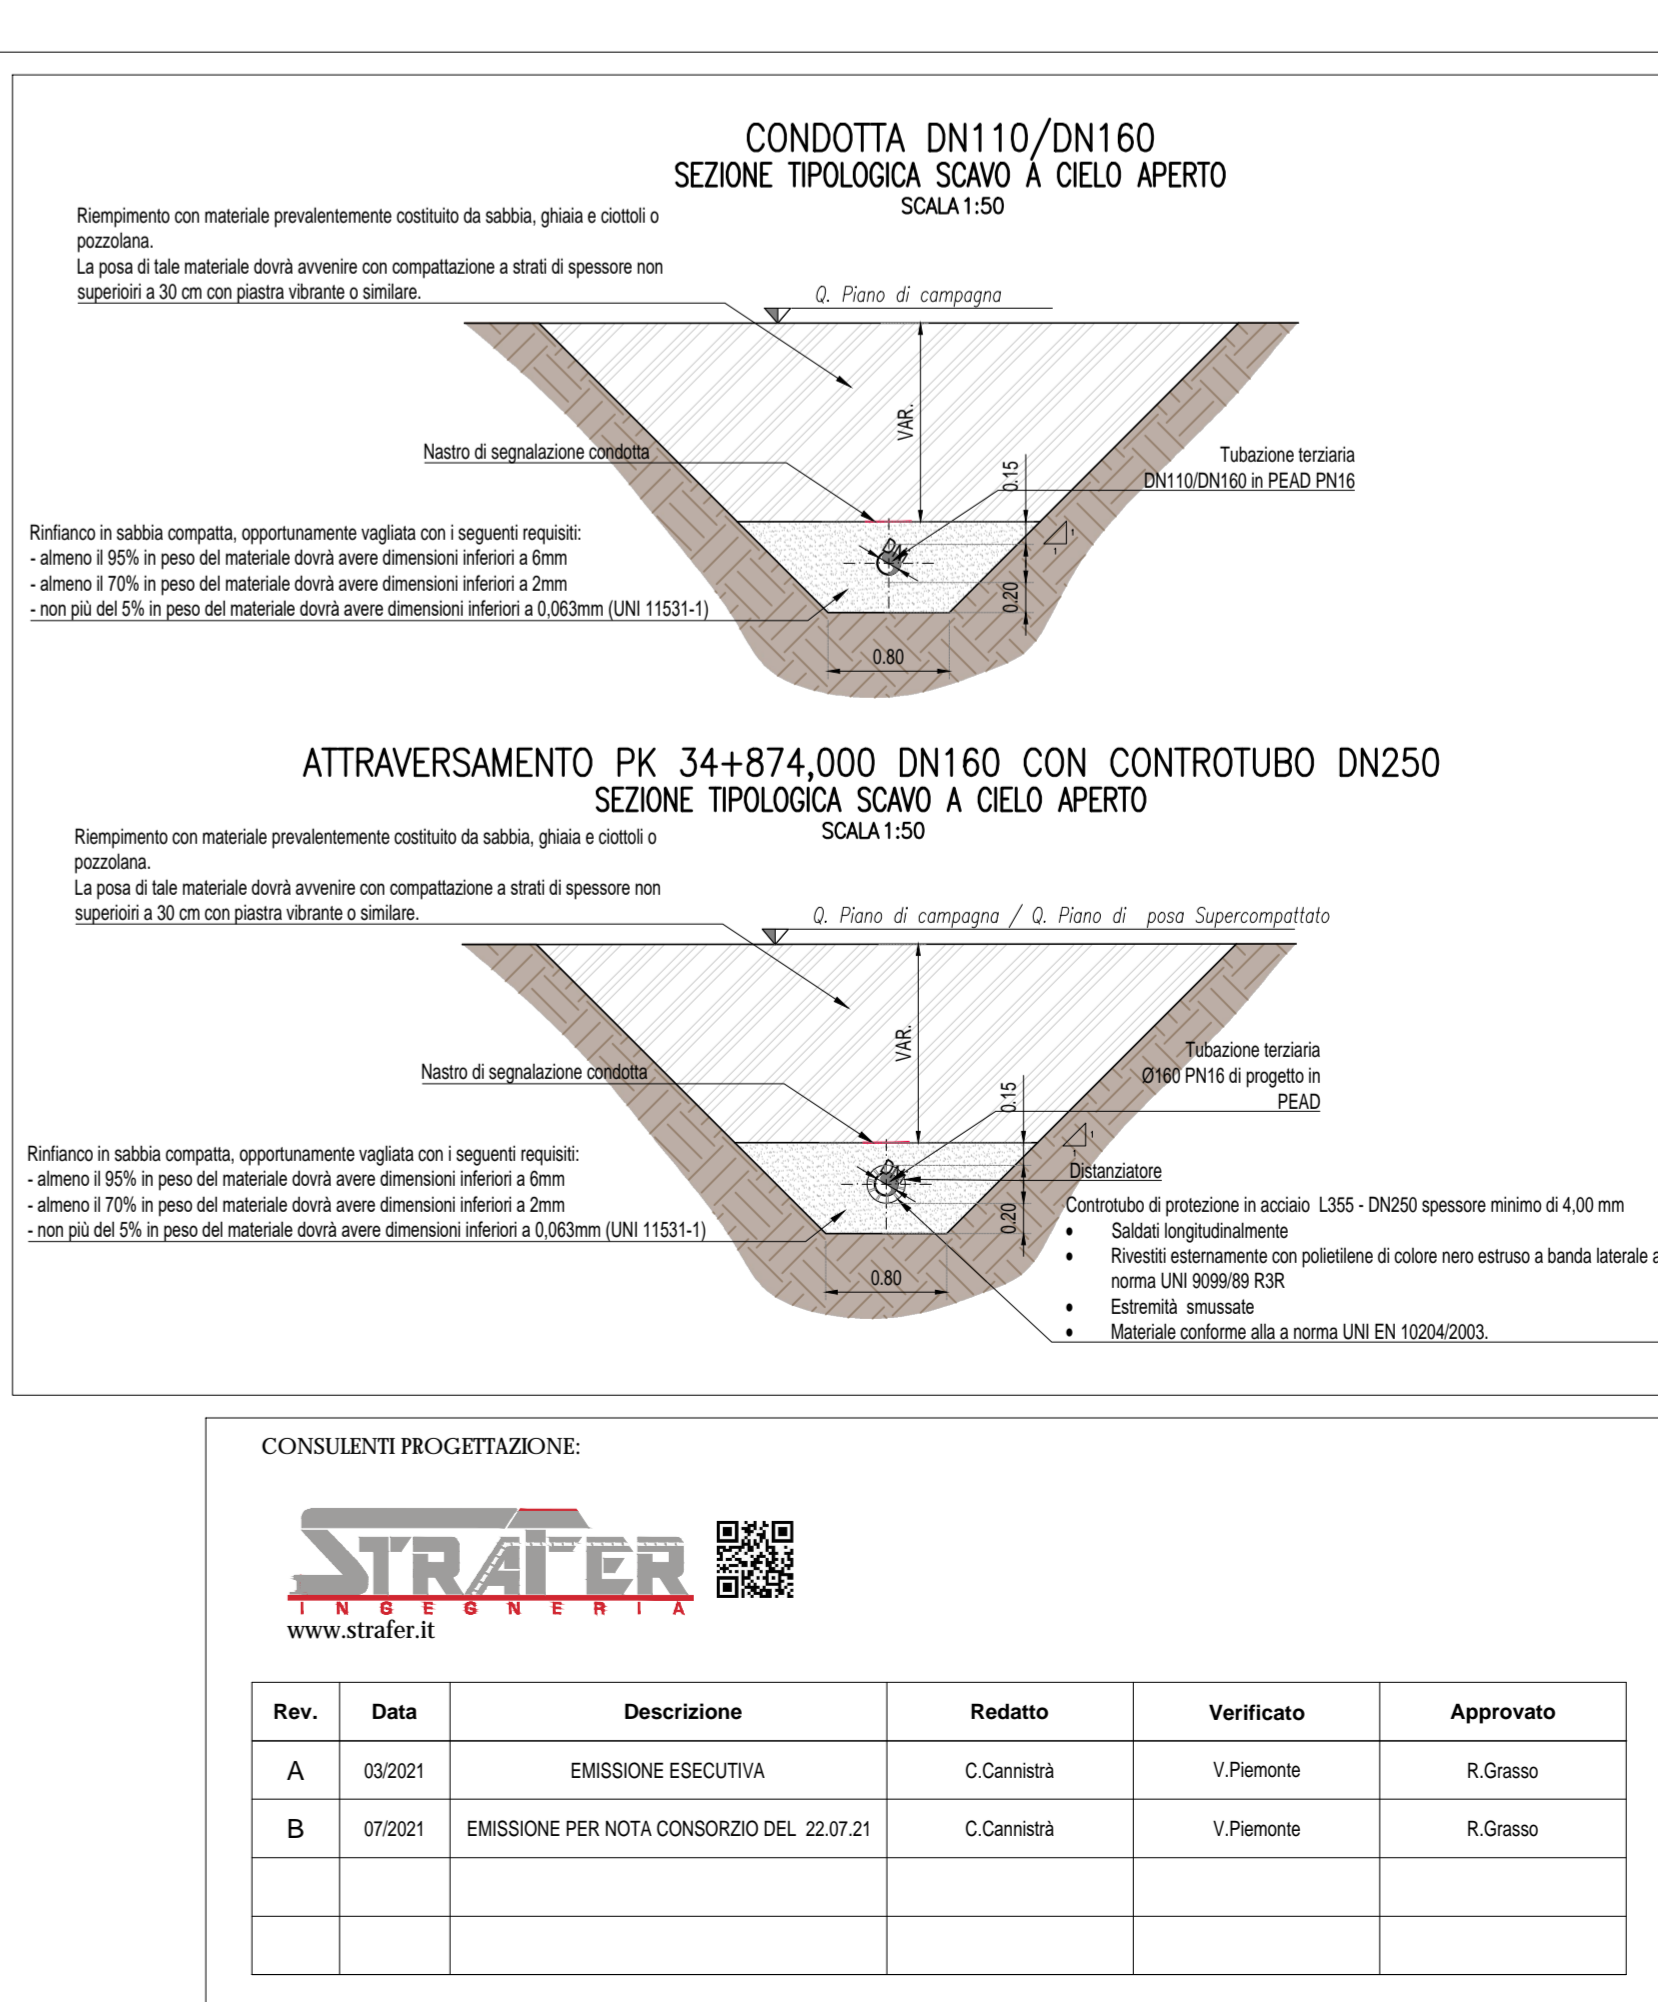 CONDOTTA DN110/DN160
SEZIONE TIPOLOGICA SCAVO A CIELO APERTO
SCALA 1:50
Riempimento con materiale prevalentemente costituito da sabbia, ghiaia e ciottoli o
pozzolana.
La posa di tale materiale dovrà avvenire con compattazione a strati di spessore non
superioiri a 30 cm con piastra vibrante o similare.
Q. Piano di campagna
VAR.
Nastro di segnalazione condotta
0.15
Tubazione terziaria
DN110/DN160 in PEAD PN16
Rinfianco in sabbia compatta, opportunamente vagliata con i seguenti requisiti:
- almeno il 95% in peso del materiale dovrà avere dimensioni inferiori a 6mm
- almeno il 70% in peso del materiale dovrà avere dimensioni inferiori a 2mm
- non più del 5% in peso del materiale dovrà avere dimensioni inferiori a 0,063mm (UNI 11531-1)
1
1
0.20
0.80
ATTRAVERSAMENTO PK 34+874,000 DN160 CON CONTROTUBO DN250
SEZIONE TIPOLOGICA SCAVO A CIELO APERTO
SCALA 1:50
Riempimento con materiale prevalentemente costituito da sabbia, ghiaia e ciottoli o
pozzolana.
La posa di tale materiale dovrà avvenire con compattazione a strati di spessore non
superioiri a 30 cm con piastra vibrante o similare.
Q. Piano di campagna / Q. Piano di posa Supercompattato
VAR.
Nastro di segnalazione condotta
0.15
Tubazione terziaria
Ø160 PN16 di progetto in
PEAD
1
1
Distanziatore
Rinfianco in sabbia compatta, opportunamente vagliata con i seguenti requisiti:
- almeno il 95% in peso del materiale dovrà avere dimensioni inferiori a 6mm
- almeno il 70% in peso del materiale dovrà avere dimensioni inferiori a 2mm
- non più del 5% in peso del materiale dovrà avere dimensioni inferiori a 0,063mm (UNI 11531-1)
0.20
0.80
Controtubo di protezione in acciaio L355 - DN250 spessore minimo di 4,00 mm
• Saldati longitudinalmente
• Rivestiti esternamente con polietilene di colore nero estruso a banda laterale a
norma UNI 9099/89 R3R
• Estremità smussate
• Materiale conforme alla a norma UNI EN 10204/2003.
CONSULENTI PROGETTAZIONE:
STRAFER
INGEGNERIA
www.strafer.it
Rev. Data Descrizione Redatto Verificato Approvato
A 03/2021 EMISSIONE ESECUTIVA C.Cannistrà V.Piemonte R.Grasso
B 07/2021 EMISSIONE PER NOTA CONSORZIO DEL 22.07.21 C.Cannistrà V.Piemonte R.Grasso